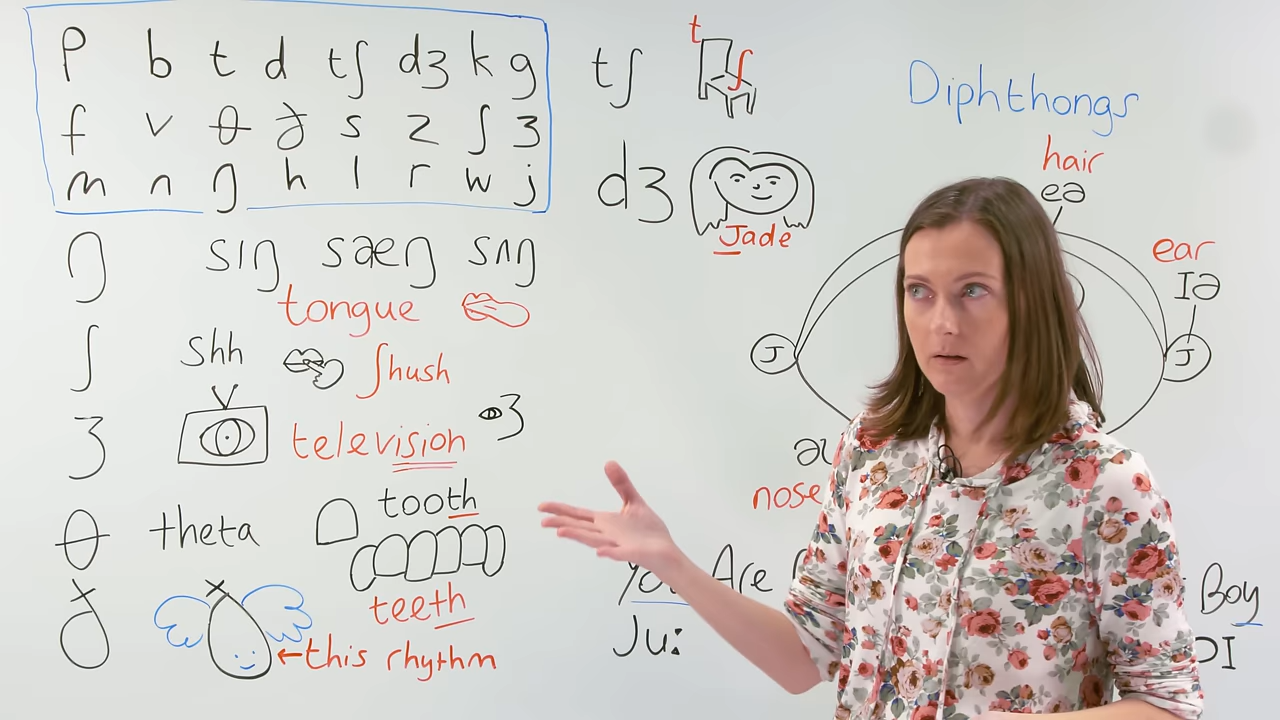 p b t d tʃ dʒ k g
f v θ ð s z ʃ ʒ
m n ŋ h l r w j
ŋ sɪŋ sæŋ sʌŋ
tongue
ʃ shh ʃhush
ʒ television ʒ
θ theta tooth
teeth
ð this rhythm
tʃ t ʃ
dʒ Jade
Diphthongs
hair
eə
ear
ɪə
J J
nose
You Are
Boy
Ju:
ɔɪ